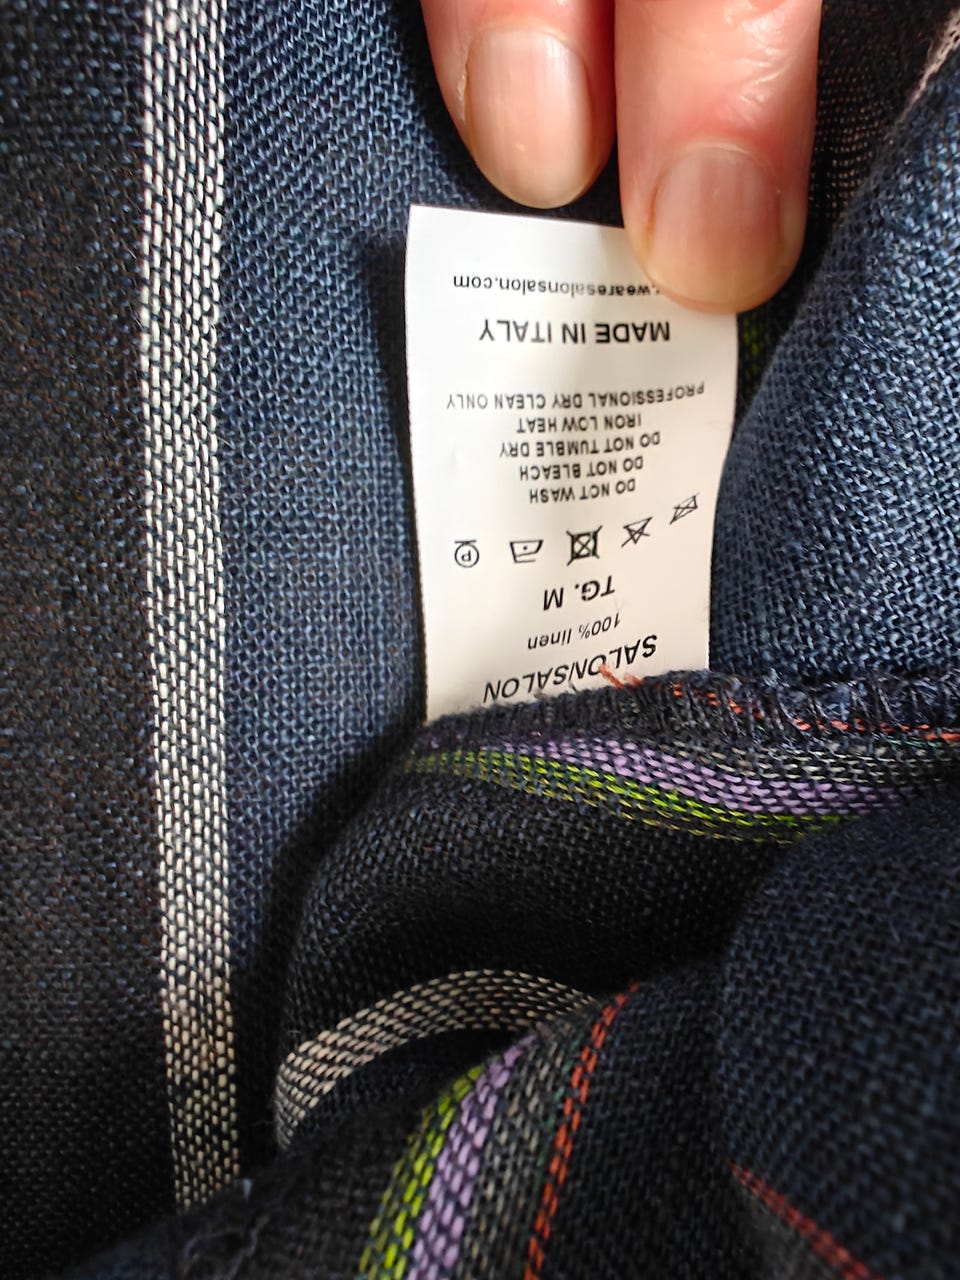 SALONSALON
100% linen
TG. M
P
DO NOT WASH
DO NOT BLEACH
DO NOT TUMBLE DRY
IRON LOW HEAT
PROFESSIONAL DRY CLEAN ONLY
MADE IN ITALY
.wearesalonsalon.com